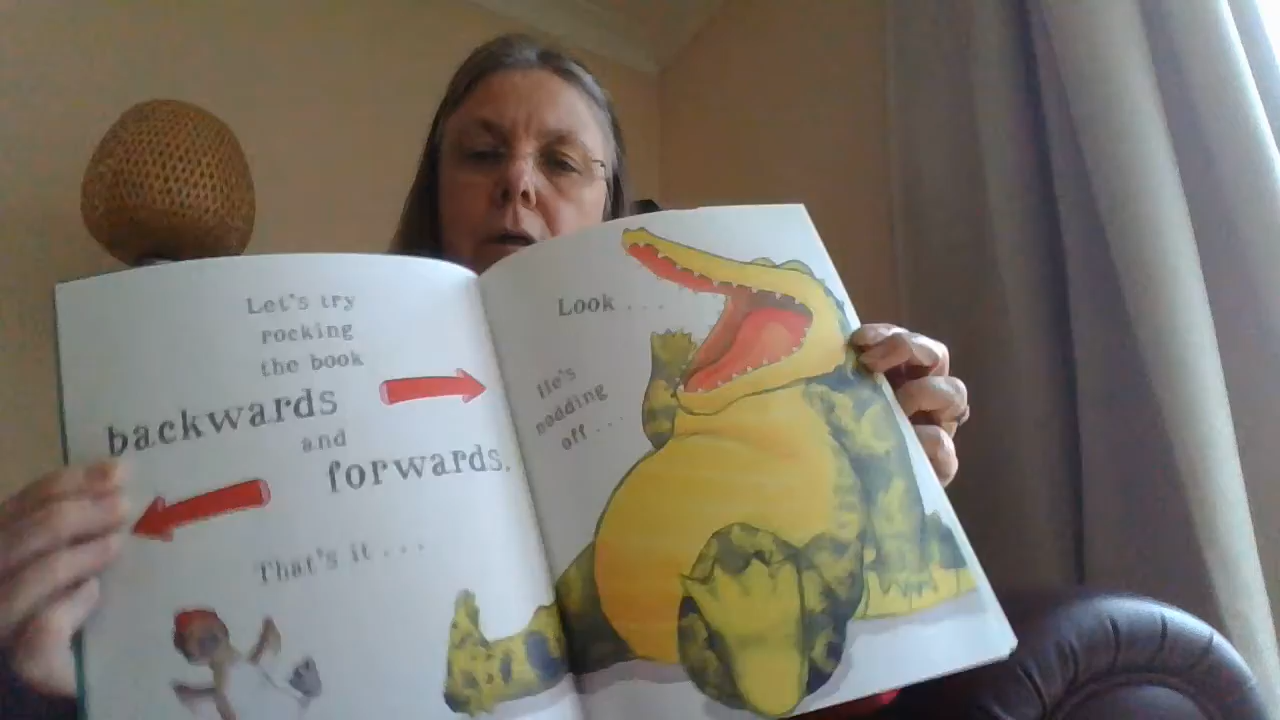 Let's try
rocking
the book
backwards
and
forwards.
That's it . . .
Look . . .
He's
nodding
off . . .